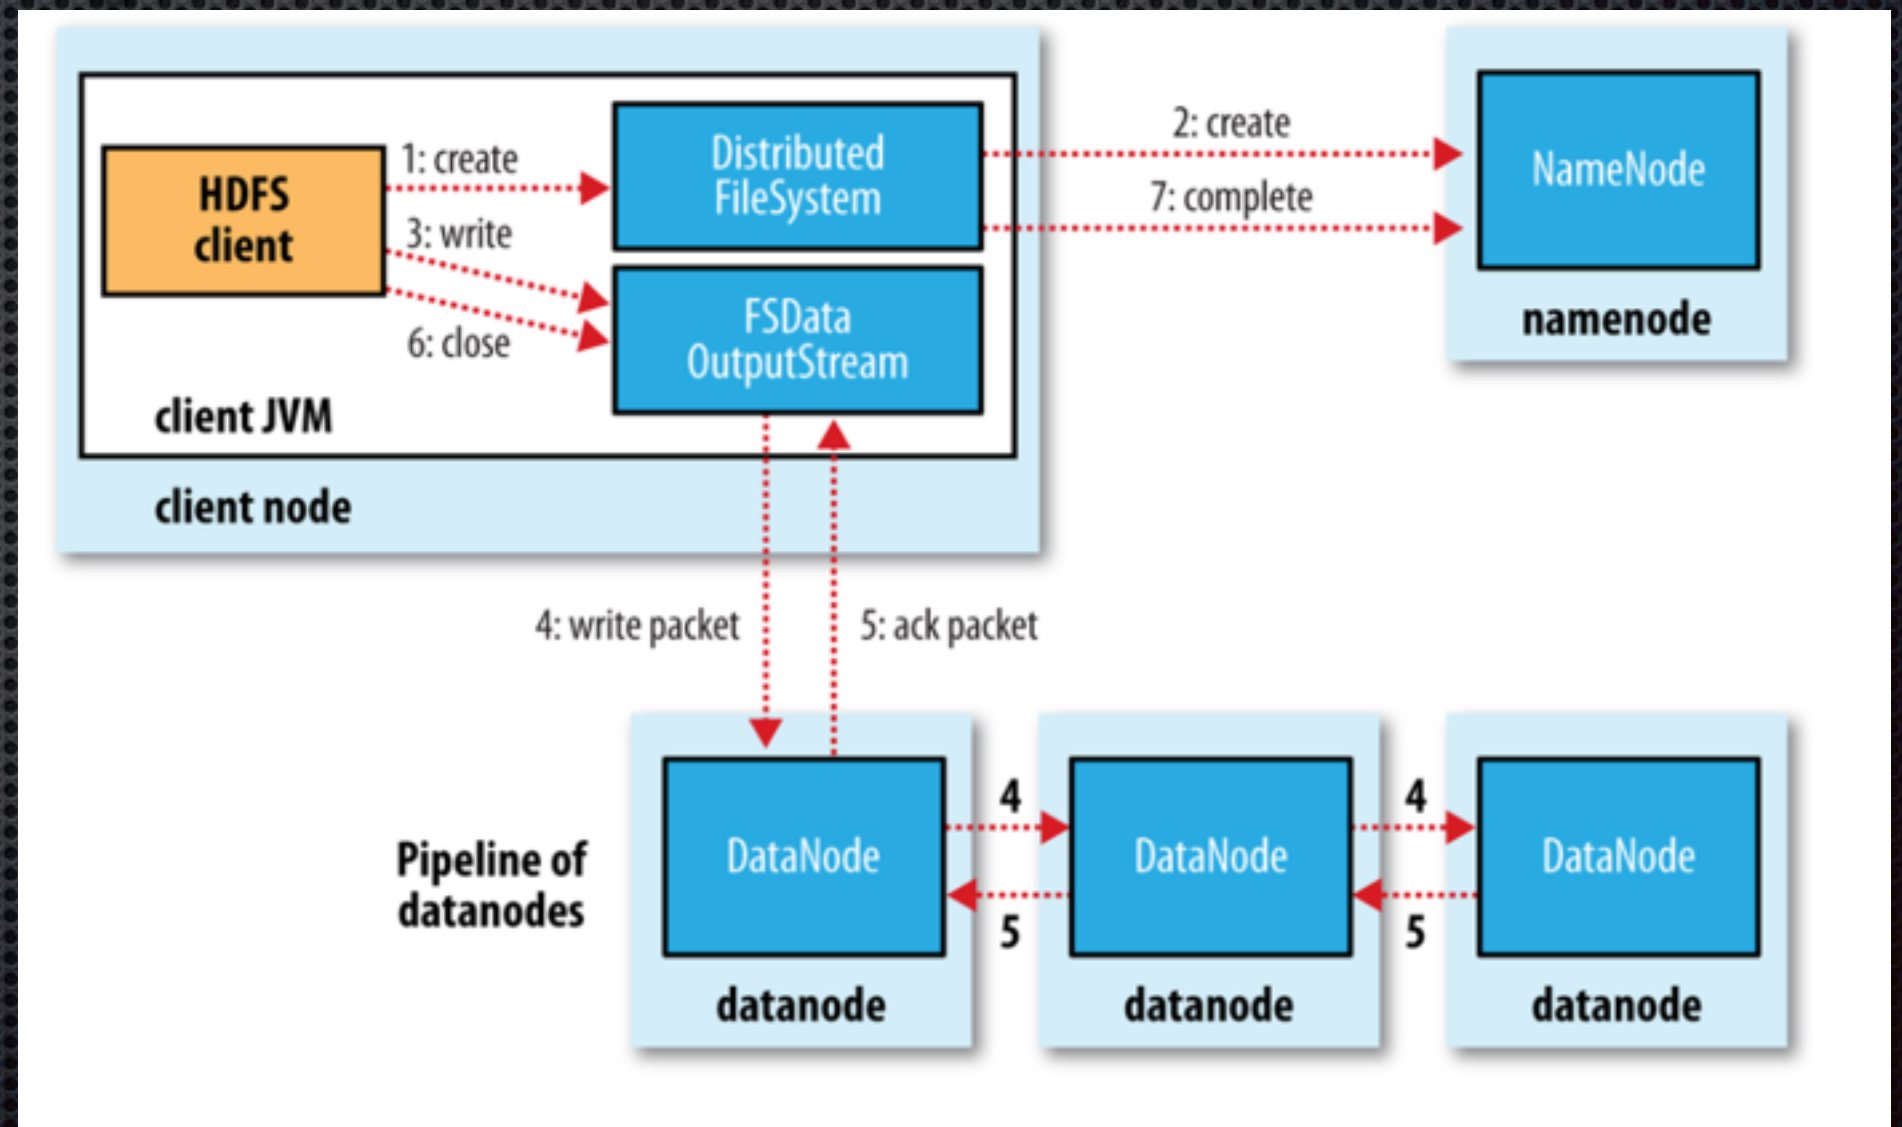 HDFS
client
1: create
3: write
6: close
Distributed
FileSystem
FSData
OutputStream
client JVM
client node
2: create
7: complete
NameNode
namenode
4: write packet
5: ack packet
Pipeline of
datanodes
DataNode
datanode
4
5
DataNode
datanode
4
5
DataNode
datanode